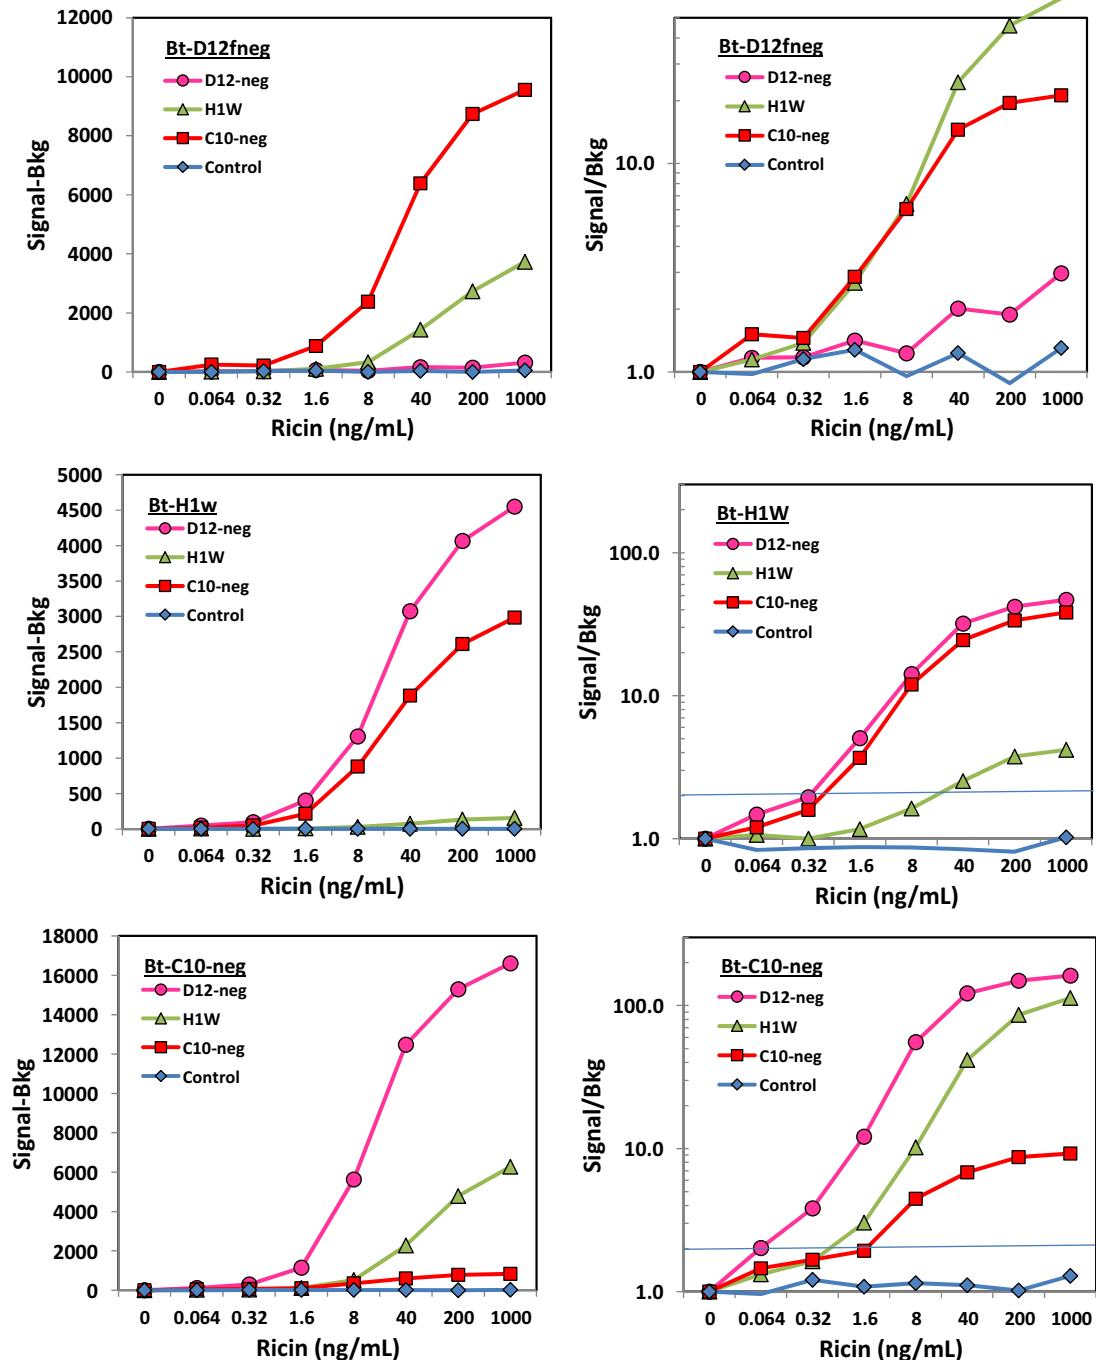 12000
10000
8000
6000
4000
2000
0
Signal-Bkg
Bt-D12fneg
D12-neg
H1W
C10-neg
Control
0 0.064 0.32 1.6 8 40 200 1000
Ricin (ng/mL)
10.0
1.0
Signal/Bkg
Bt-D12fneg
D12-neg
H1W
C10-neg
Control
0 0.064 0.32 1.6 8 40 200 1000
Ricin (ng/mL)
5000
4500
4000
3500
3000
2500
2000
1500
1000
500
0
Signal-Bkg
Bt-H1w
D12-neg
H1W
C10-neg
Control
0 0.064 0.32 1.6 8 40 200 1000
Ricin (ng/mL)
100.0
10.0
1.0
Signal/Bkg
Bt-H1W
D12-neg
H1W
C10-neg
Control
0 0.064 0.32 1.6 8 40 200 1000
Ricin (ng/mL)
18000
16000
14000
12000
10000
8000
6000
4000
2000
0
Signal-Bkg
Bt-C10-neg
D12-neg
H1W
C10-neg
Control
0 0.064 0.32 1.6 8 40 200 1000
Ricin (ng/mL)
100.0
10.0
1.0
Signal/Bkg
Bt-C10-neg
D12-neg
H1W
C10-neg
Control
0 0.064 0.32 1.6 8 40 200 1000
Ricin (ng/mL)